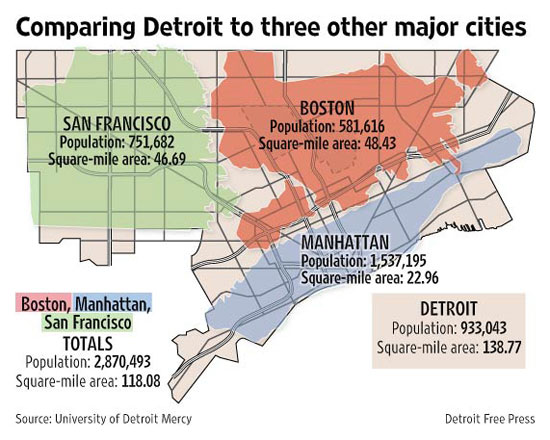 Comparing Detroit to three other major cities
SAN FRANCISCO
Population: 751,682
Square-mile area: 46.69
BOSTON
Population: 581,616
Square-mile area: 48.43
MANHATTAN
Population: 1,537,195
Square-mile area: 22.96
Boston, Manhattan,
San Francisco
TOTALS
Population: 2,870,493
Square-mile area: 118.08
DETROIT
Population: 933,043
Square-mile area: 138.77
Source: University of Detroit Mercy
Detroit Free Press